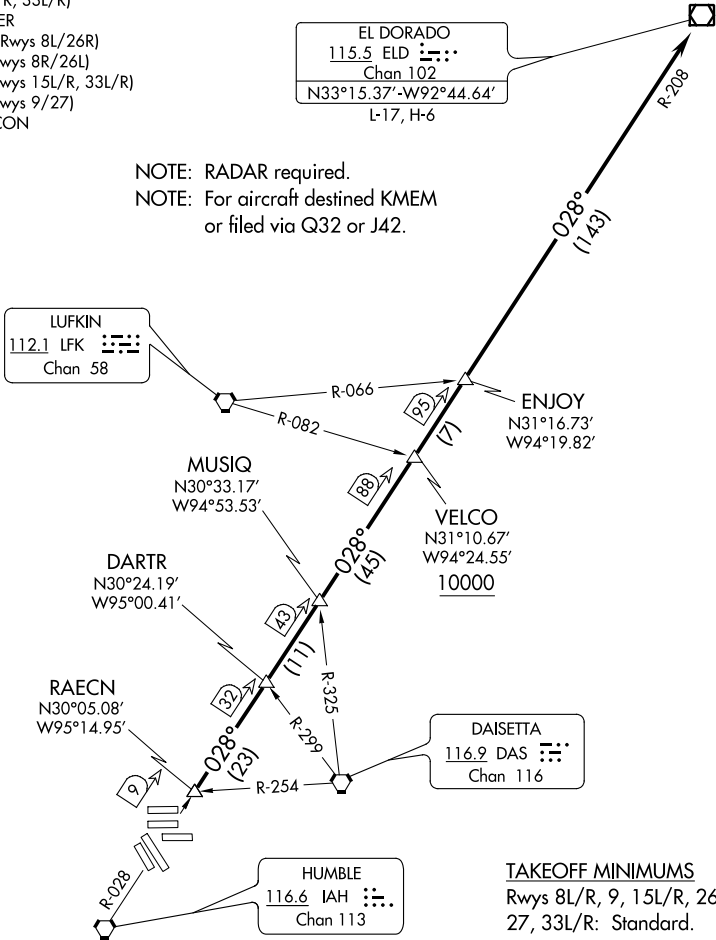 R, 33L/R)
ER
Rwys 8L/26R)
wys 8R/26L)
wys 15L/R, 33L/R)
wys 9/27)
CON
EL DORADO
115.5 ELD
Chan 102
N33°15.37’-W92°44.64’
L-17, H-6
R-208
NOTE: RADAR required.
NOTE: For aircraft destined KMEM
or filed via Q32 or J42.
028°
(143)
LUFKIN
112.1 LFK
Chan 58
R-066
R-082
95
(7)
ENJOY
N31°16.73’
W94°19.82’
88
VELCO
N31°10.67’
W94°24.55’
10000
MUSIQ
N30°33.17’
W94°53.53’
028°
(45)
DARTR
N30°24.19’
W95°00.41’
43
(11)
R-325
32
R-299
RAECN
N30°05.08’
W95°14.95’
028°
(23)
R-254
DAISETTA
116.9 DAS
Chan 116
9
R-028
HUMBLE
116.6 IAH
Chan 113
TAKEOFF MINIMUMS
Rwys 8L/R, 9, 15L/R, 26
27, 33L/R: Standard.